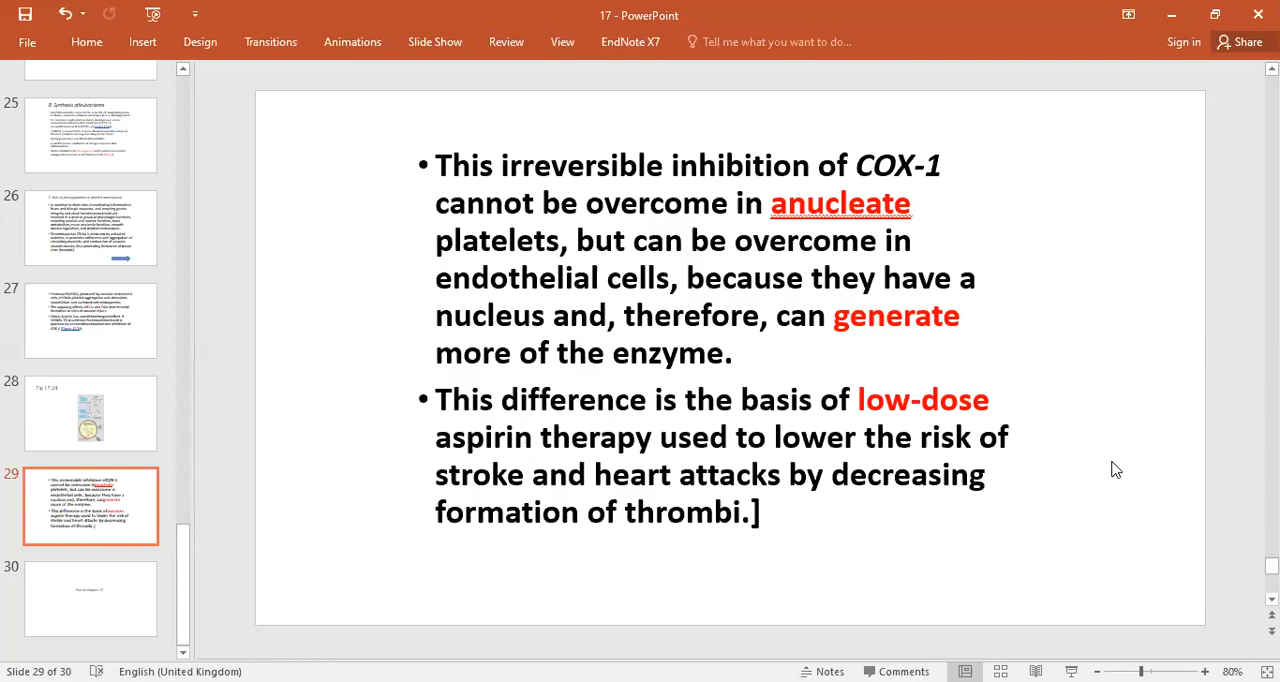 17 - PowerPoint
File Home Insert Design Transitions Animations Slide Show Review View EndNote X7 Tell me what you want to do... Sign in Share
25
26
27
28
Fig 17.24
29
30
• This irreversible inhibition of COX-1
cannot be overcome in anucleate
platelets, but can be overcome in
endothelial cells, because they have a
nucleus and, therefore, can generate
more of the enzyme.
• This difference is the basis of low-dose
aspirin therapy used to lower the risk of
stroke and heart attacks by decreasing
formation of thrombi.]
Slide 29 of 30 English (United Kingdom) Notes Comments 80%